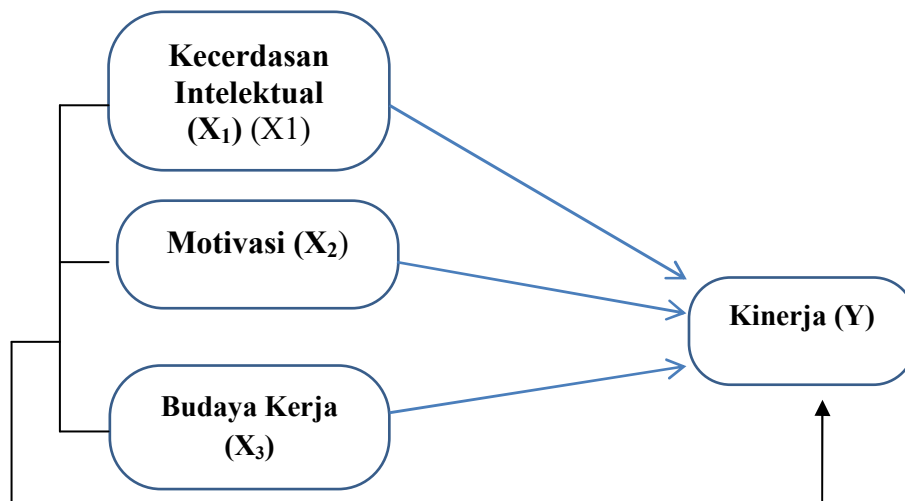 Kecerdasan
Intelektual
(X₁) (X1)
Motivasi (X₂)
Kinerja (Y)
Budaya Kerja
(X₃)